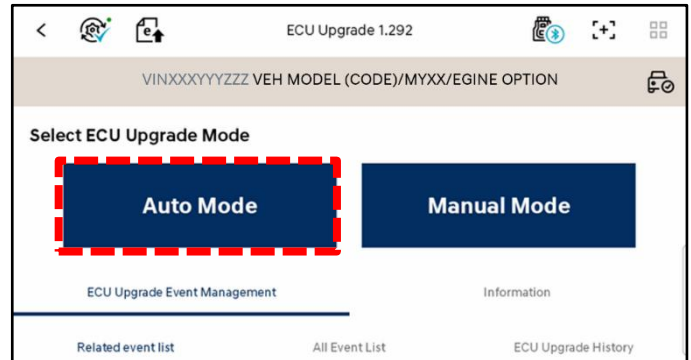 ECU Upgrade 1.292
VINXXXYYYZZZ VEH MODEL (CODE)/MYXX/EGINE OPTION
Select ECU Upgrade Mode
Auto Mode
Manual Mode
ECU Upgrade Event Management
Information
Related event list
All Event List
ECU Upgrade History